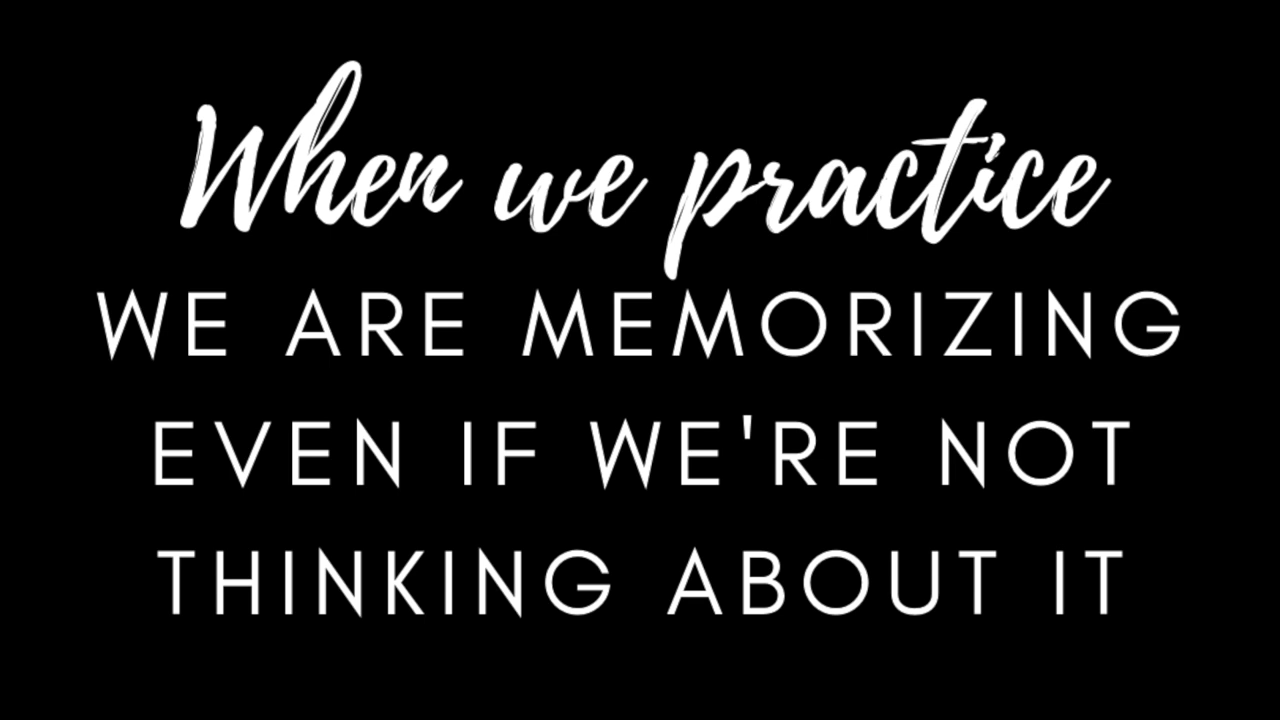 When we practice
WE ARE MEMORIZING
EVEN IF WE'RE NOT
THINKING ABOUT IT